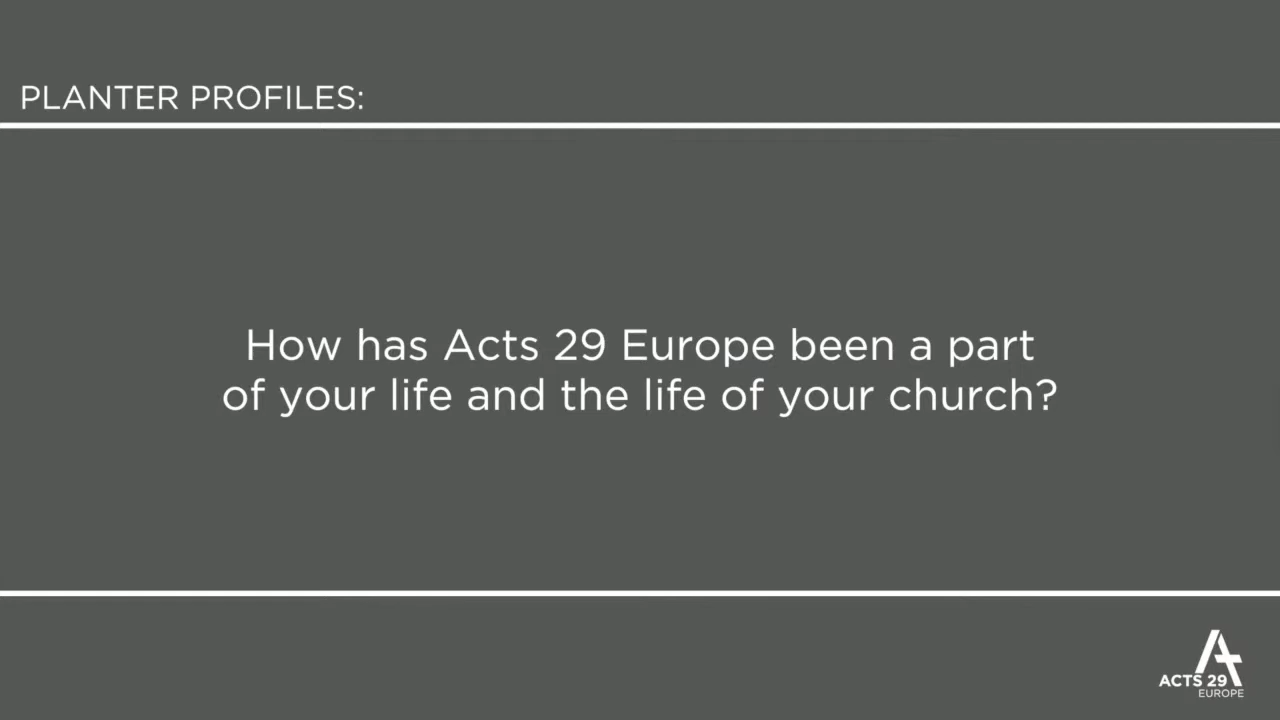 PLANTER PROFILES:
How has Acts 29 Europe been a part
of your life and the life of your church?
ACTS 29
EUROPE